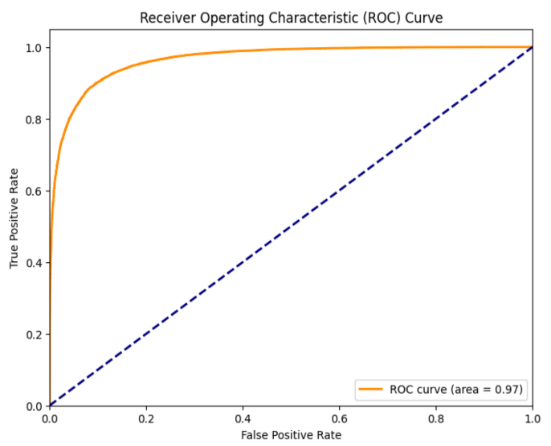 Receiver Operating Characteristic (ROC) Curve
1.0
0.8
0.6
0.4
0.2
0.0
True Positive Rate
ROC curve (area = 0.97)
0.0 0.2 0.4 0.6 0.8 1.0
False Positive Rate